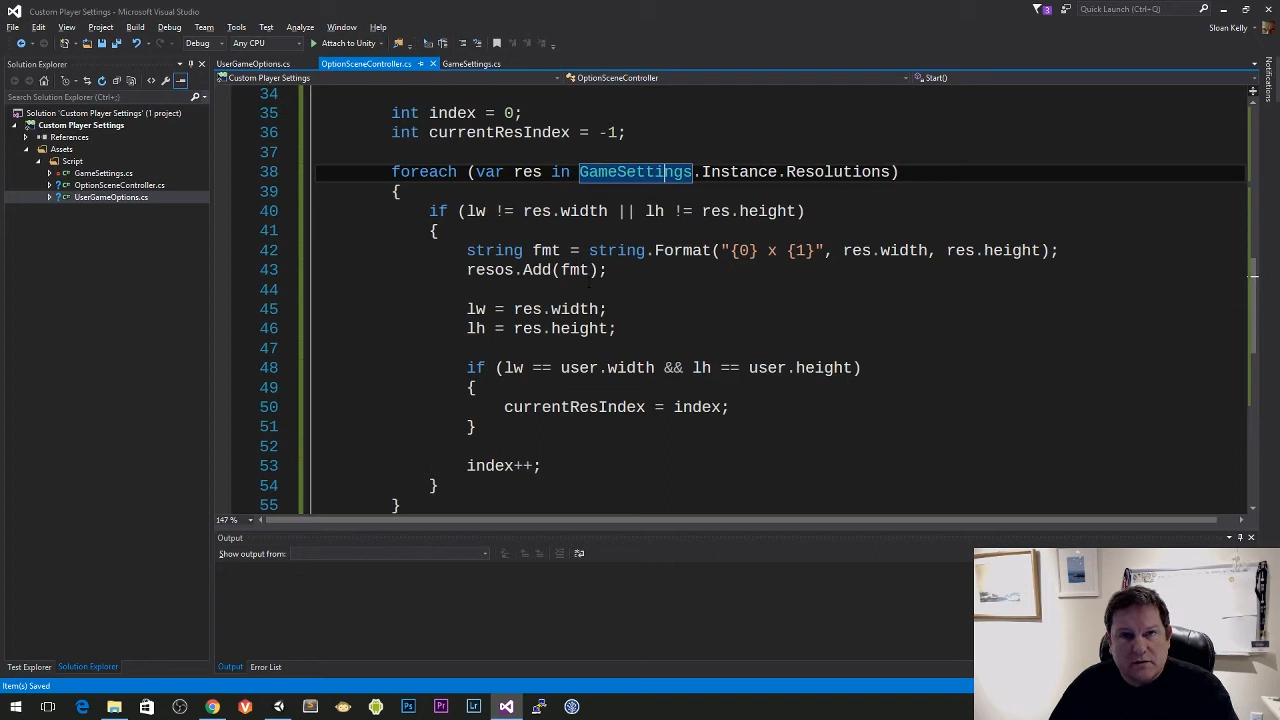 Custom Player Settings - Microsoft Visual Studio
3
Quick Launch (Ctrl+Q)
File Edit View Project Build Debug Team Tools Test Analyze Window Help
Sloan Kelly
Debug Any CPU Attach to Unity
Solution Explorer
UserGameOptions.cs OptionSceneController.cs GameSettings.cs
Custom Player Settings OptionSceneController Start()
Search Solution Explorer (Ctrl+;)
Solution 'Custom Player Settings' (1 project)
Custom Player Settings
References
Assets
Script
GameSettings.cs
OptionSceneController.cs
UserGameOptions.cs
34
35 int index = 0;
36 int currentResIndex = -1;
37
38 foreach (var res in GameSettings.Instance.Resolutions)
39 {
40 if (lw != res.width || lh != res.height)
41 {
42 string fmt = string.Format("{0} x {1}", res.width, res.height);
43 resos.Add(fmt);
44
45 lw = res.width;
46 lh = res.height;
47
48 if (lw == user.width && lh == user.height)
49 {
50 currentResIndex = index;
51 }
52
53 index++;
54 }
55 }
147 %
Output
Show output from:
Test Explorer Solution Explorer Output Error List
Item(s) Saved
Notifications
Ps Pr Lr